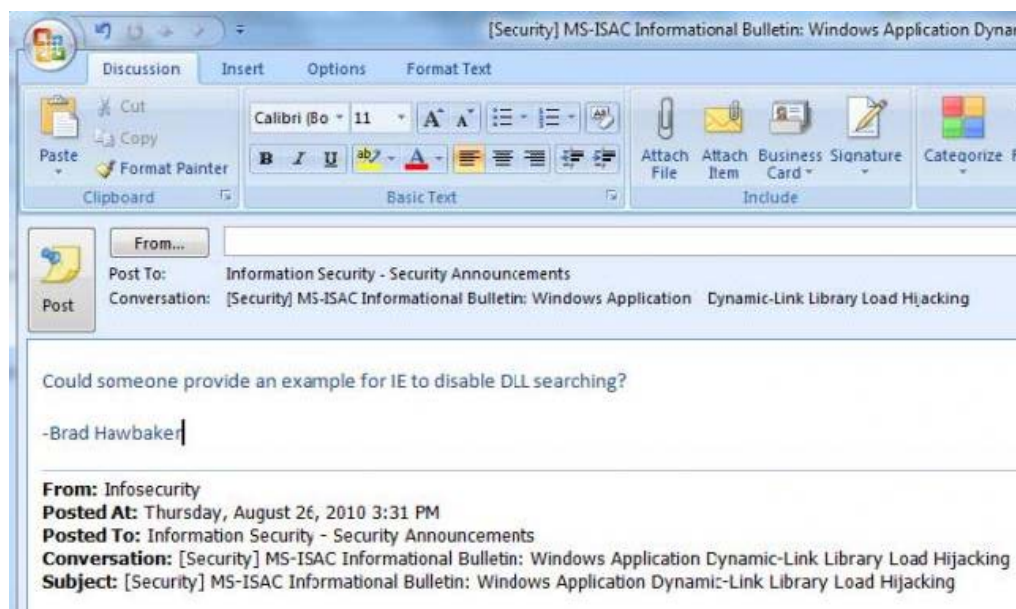 [Security] MS-ISAC Informational Bulletin: Windows Application
Discussion Insert Options Format Text
Cut
Copy
Paste
Format Painter
Clipboard
Calibri (Bo 11
Basic Text
Attach File
Attach Item
Business Card
Signature
Include
Categorize
From...
Post
Post To: Information Security - Security Announcements
Conversation: [Security] MS-ISAC Informational Bulletin: Windows Application Dynamic-Link Library Load Hijacking
Could someone provide an example for IE to disable DLL searching?
-Brad Hawbaker
From: Infosecurity
Posted At: Thursday, August 26, 2010 3:31 PM
Posted To: Information Security - Security Announcements
Conversation: [Security] MS-ISAC Informational Bulletin: Windows Application Dynamic-Link Library Load Hijacking
Subject: [Security] MS-ISAC Informational Bulletin: Windows Application Dynamic-Link Library Load Hijacking